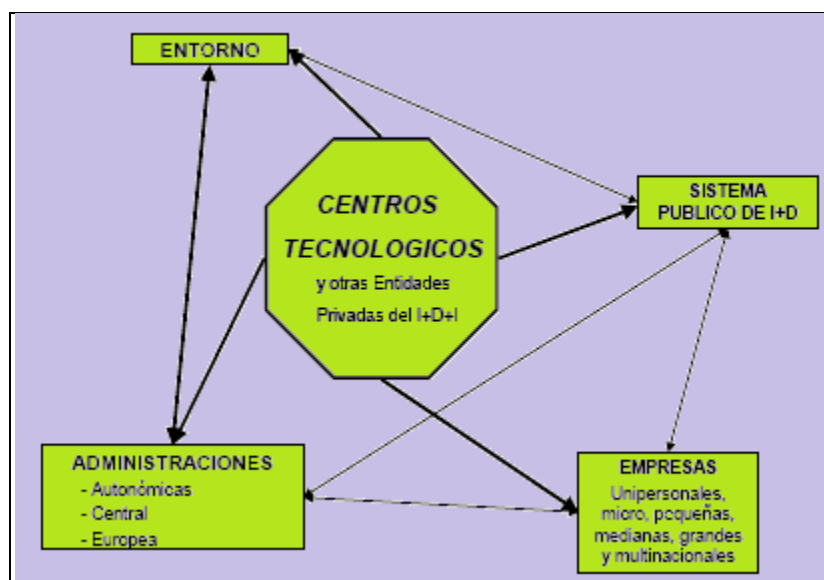 ENTORNO
CENTROS
TECNOLOGICOS
y otras Entidades
Privadas del I+D+I
SISTEMA
PUBLICO DE I+D
ADMINISTRACIONES
- Autonómicas
- Central
- Europea
EMPRESAS
Unipersonales,
micro, pequeñas,
medianas, grandes
y multinacionales